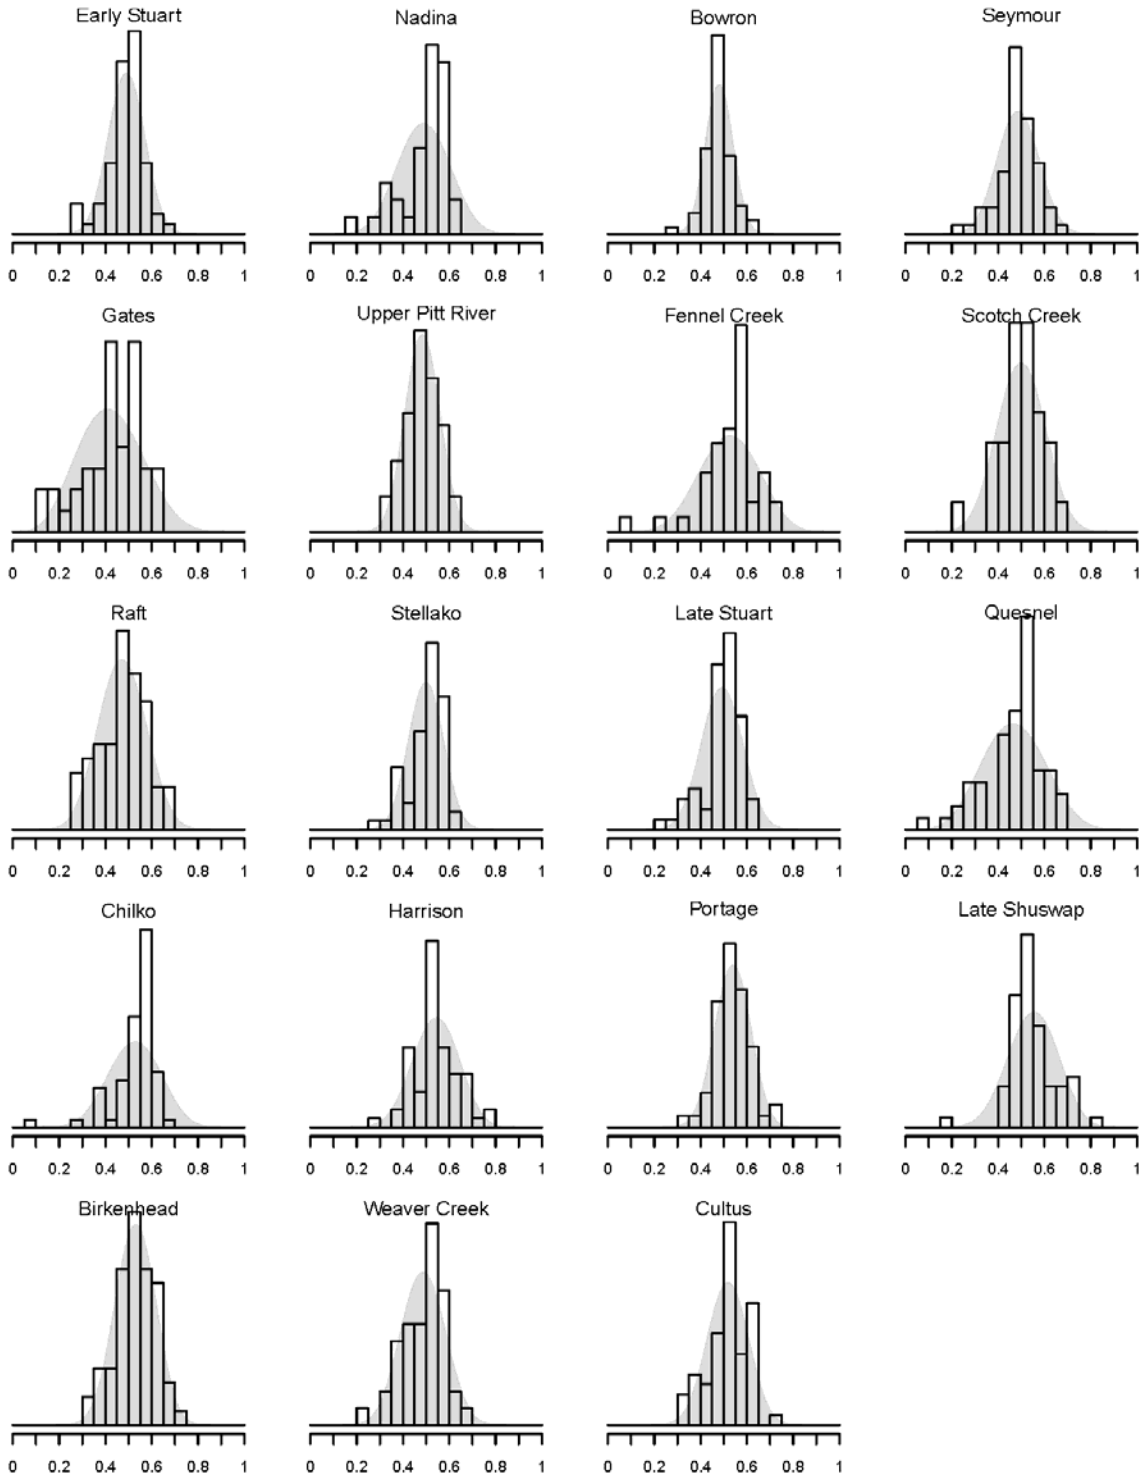 Early Stuart Nadina Bowron Seymour
0 0.2 0.4 0.6 0.8 1 0 0.2 0.4 0.6 0.8 1 0 0.2 0.4 0.6 0.8 1 0 0.2 0.4 0.6 0.8 1
Gates Upper Pitt River Fennel Creek Scotch Creek
0 0.2 0.4 0.6 0.8 1 0 0.2 0.4 0.6 0.8 1 0 0.2 0.4 0.6 0.8 1 0 0.2 0.4 0.6 0.8 1
Raft Stellako Late Stuart Quesnel
0 0.2 0.4 0.6 0.8 1 0 0.2 0.4 0.6 0.8 1 0 0.2 0.4 0.6 0.8 1 0 0.2 0.4 0.6 0.8 1
Chilko Harrison Portage Late Shuswap
0 0.2 0.4 0.6 0.8 1 0 0.2 0.4 0.6 0.8 1 0 0.2 0.4 0.6 0.8 1 0 0.2 0.4 0.6 0.8 1
Birkenhead Weaver Creek Cultus
0 0.2 0.4 0.6 0.8 1 0 0.2 0.4 0.6 0.8 1 0 0.2 0.4 0.6 0.8 1